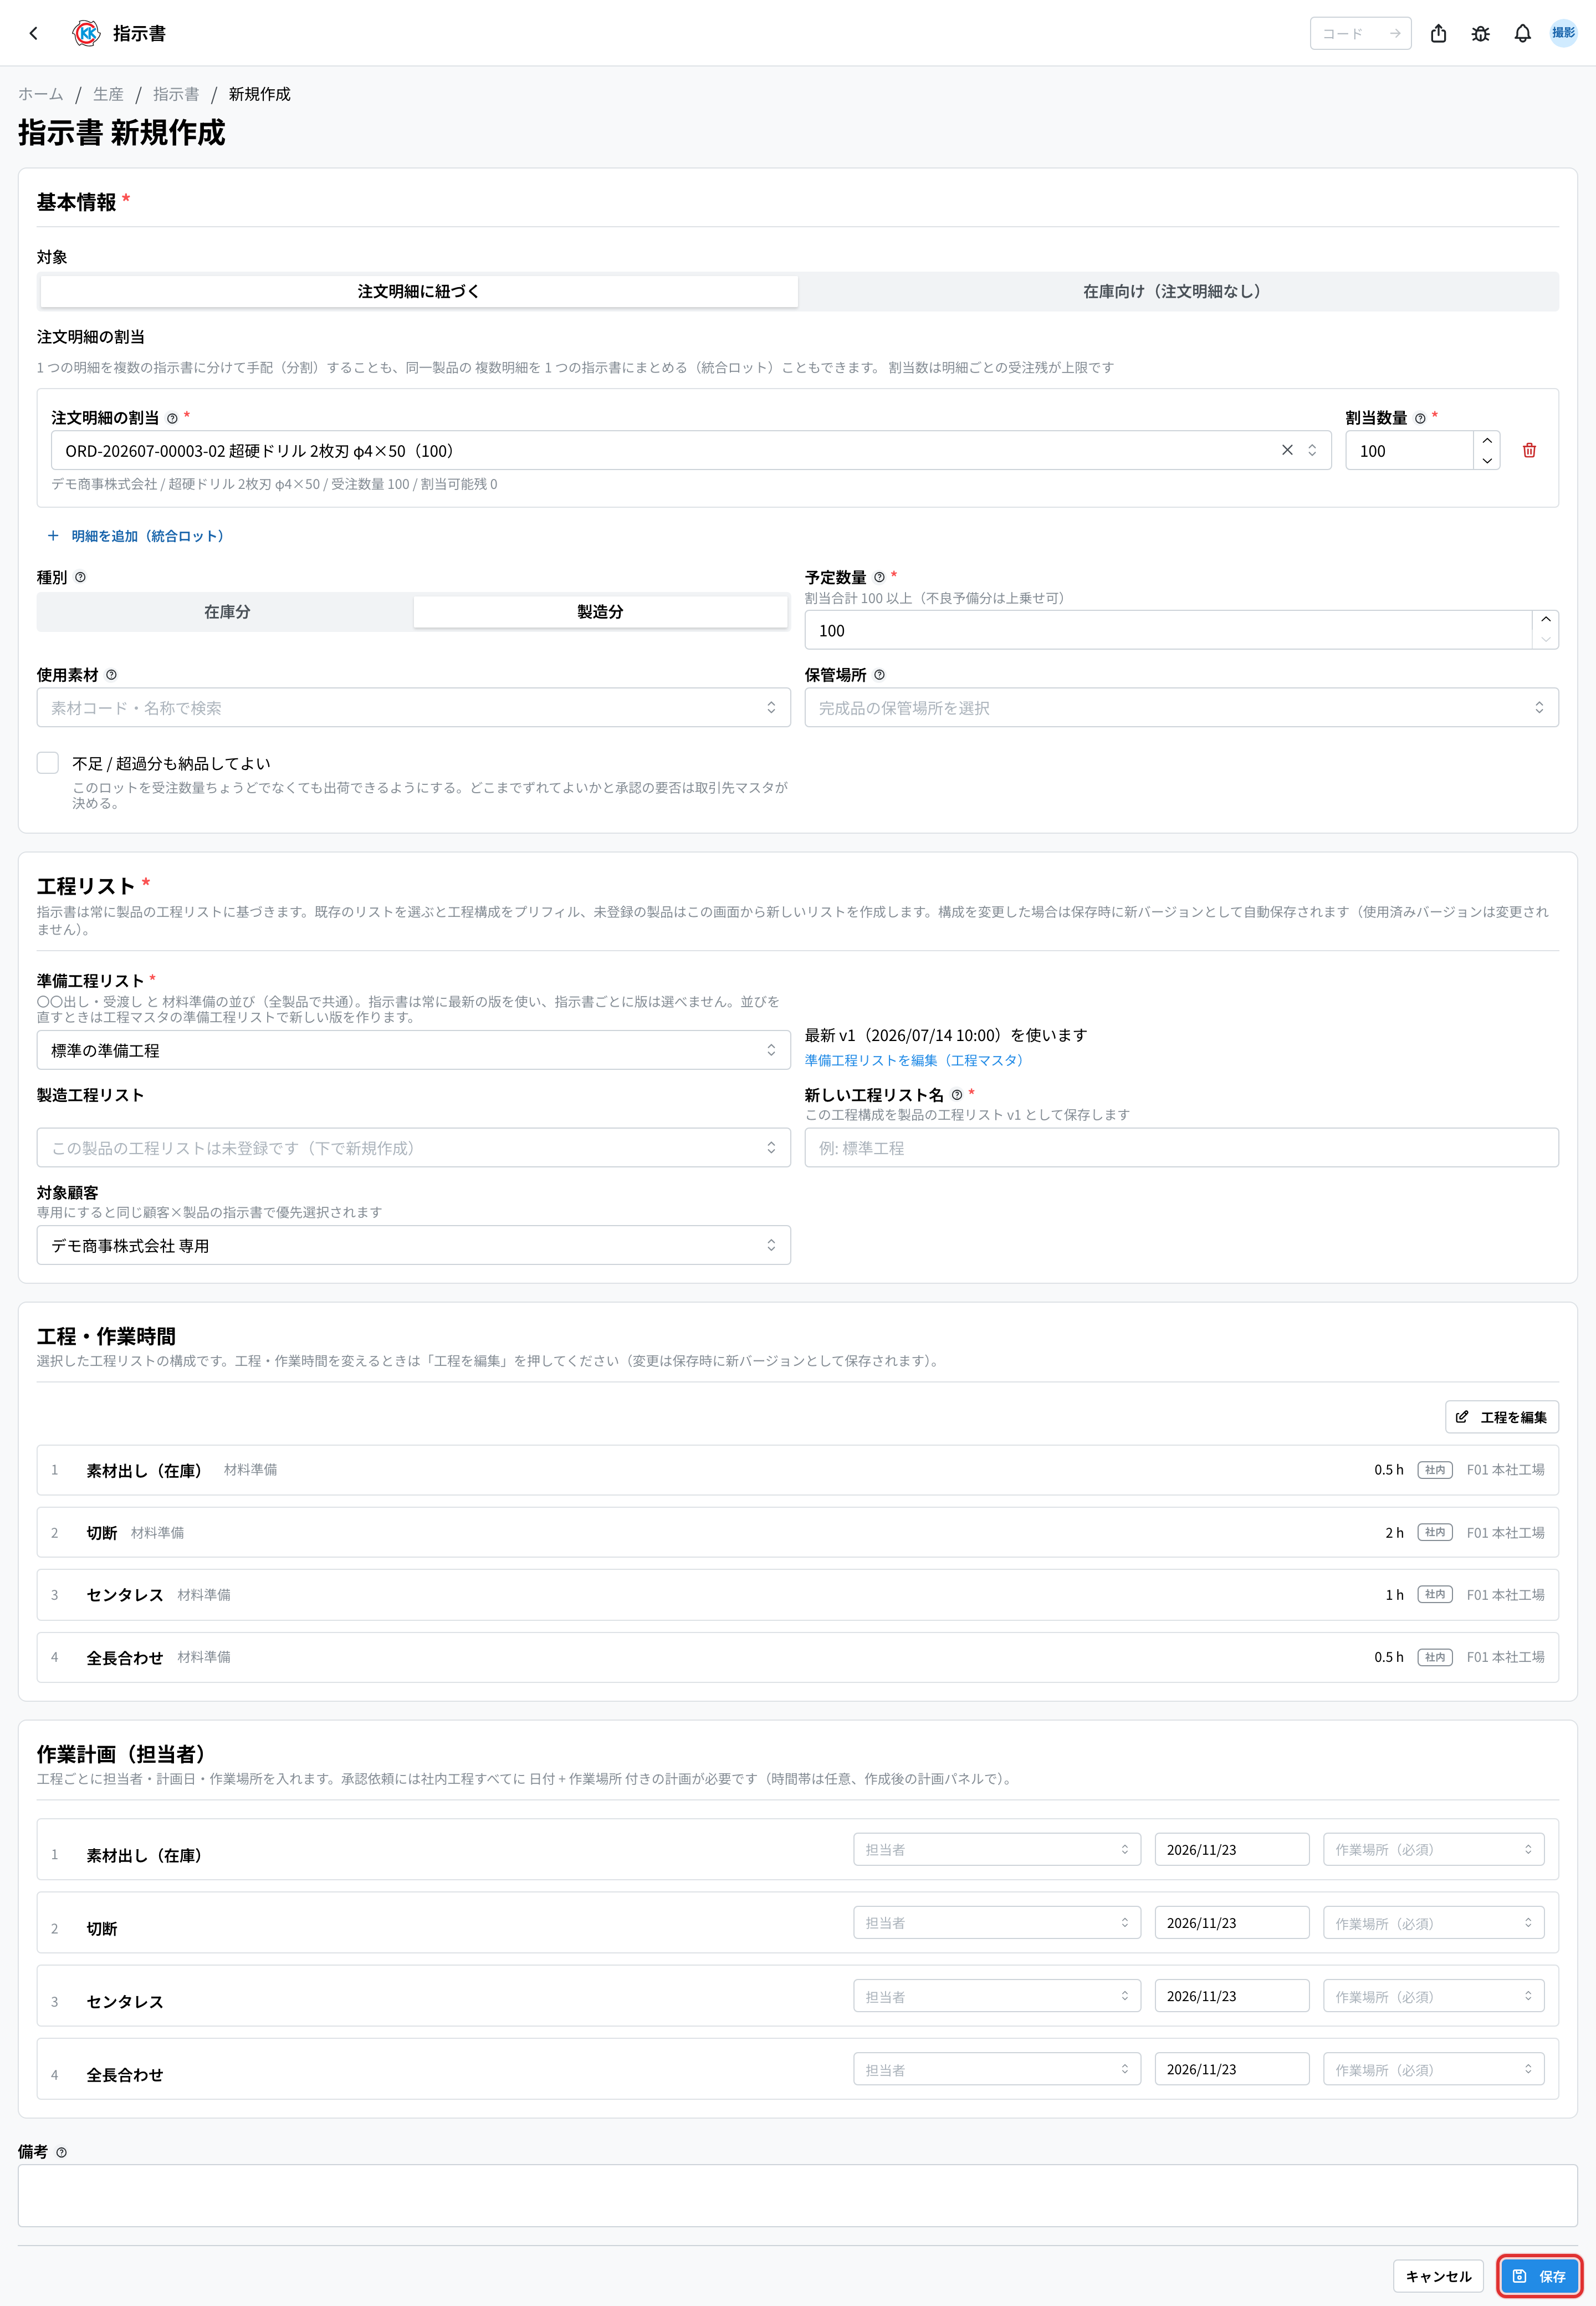 指示書
コード
撮影
ホーム / 生産 / 指示書 / 新規作成
指示書 新規作成
基本情報 *
対象
注文明細に紐づく
在庫向け（注文明細なし）
注文明細の割当
1 つの明細を複数の指示書に分けて手配（分割）することも、同一製品の 複数明細を 1 つの指示書にまとめる（統合ロット）こともできます。 割当数は明細ごとの受注残が上限です
注文明細の割当 *
割当数量 *
ORD-202607-00003-02 超硬ドリル 2枚刃 φ4×50（100）
100
デモ商事株式会社 / 超硬ドリル 2枚刃 φ4×50 / 受注数量 100 / 割当可能残 0
+ 明細を追加（統合ロット）
種別
予定数量 *
割当合計 100 以上（不良予備分は上乗せ可）
在庫分
製造分
100
使用素材
保管場所
素材コード・名称で検索
完成品の保管場所を選択
不足 / 超過分も納品してよい
このロットを受注数量ちょうどでなくても出荷できるようにする。どこまでずれてよいかと承認の要否は取引先マスタが
決める。
工程リスト *
指示書は常に製品の工程リストに基づきます。既存のリストを選ぶと工程構成をプリフィル、未登録の製品はこの画面から新しいリストを作成します。構成を変更した場合は保存時に新バージョンとして自動保存されます（使用済みバージョンは変更され
ません）。
準備工程リスト *
〇〇出し・受渡し と 材料準備の並び（全製品で共通）。指示書は常に最新の版を使い、指示書ごとに版は選べません。並びを
直すときは工程マスタの準備工程リストで新しい版を作ります。
標準の準備工程
最新 v1（2026/07/14 10:00）を使います
準備工程リストを編集（工程マスタ）
製造工程リスト
新しい工程リスト名 *
この工程構成を製品の工程リスト v1 として保存します
この製品の工程リストは未登録です（下で新規作成）
例: 標準工程
対象顧客
専用にすると同じ顧客×製品の指示書で優先選択されます
デモ商事株式会社 専用
工程・作業時間
選択した工程リストの構成です。工程・作業時間を変えるときは「工程を編集」を押してください（変更は保存時に新バージョンとして保存されます）。
工程を編集
1 素材出し（在庫） 材料準備 0.5 h 社内 F01 本社工場
2 切断 材料準備 2 h 社内 F01 本社工場
3 センタレス 材料準備 1 h 社内 F01 本社工場
4 全長合わせ 材料準備 0.5 h 社内 F01 本社工場
作業計画（担当者）
工程ごとに担当者・計画日・作業場所を入れます。承認依頼には社内工程すべてに 日付 + 作業場所 付きの計画が必要です（時間帯は任意、作成後の計画パネルで）。
1 素材出し（在庫） 担当者 2026/11/23 作業場所（必須）
2 切断 担当者 2026/11/23 作業場所（必須）
3 センタレス 担当者 2026/11/23 作業場所（必須）
4 全長合わせ 担当者 2026/11/23 作業場所（必須）
備考
キャンセル
保存